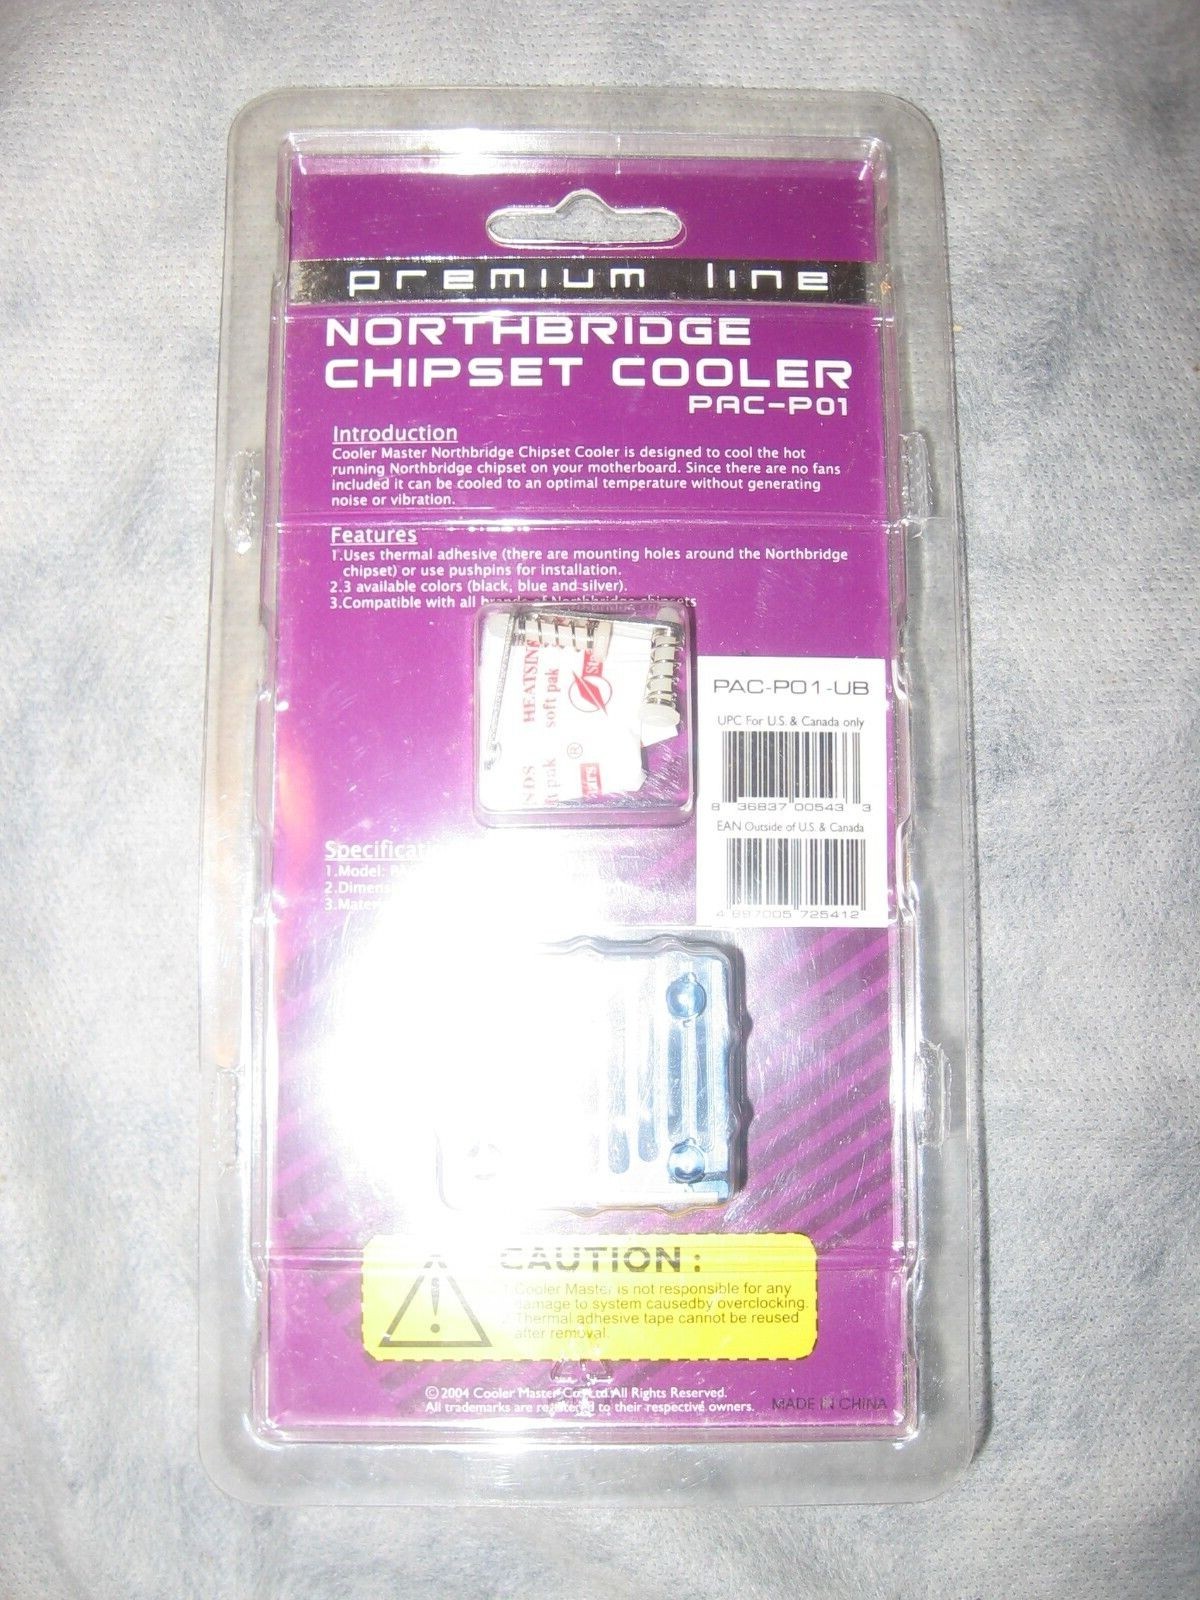 premium line
NORTHBRIDGE
CHIPSET COOLER
PAC-P01
Introduction
Cooler Master Northbridge Chipset Cooler is designed to cool the hot
running Northbridge chipset on your motherboard. Since there are no fans
included it can be cooled to an optimal temperature without generating
noise or vibration.
Features
1.Uses thermal adhesive (there are mounting holes around the Northbridge
chipset) or use pushpins for installation.
2.3 available colors (black, blue and silver).
3.Compatible with all brands of Northbridge chipsets
HEATSINK
soft pak
®
PAC-P01-UB
UPC For U.S. & Canada only
8 36837 00543 3
EAN Outside of U.S. & Canada
4 897005 725412
1.Model:
CAUTION :
1.Cooler Master is not responsible for any
damage to system causedby overclocking.
2.Thermal adhesive tape cannot be reused
after removal.
©2004 Cooler Master Co., Ltd. All Rights Reserved.
All trademarks are registered to their respective owners.
MADE IN CHINA